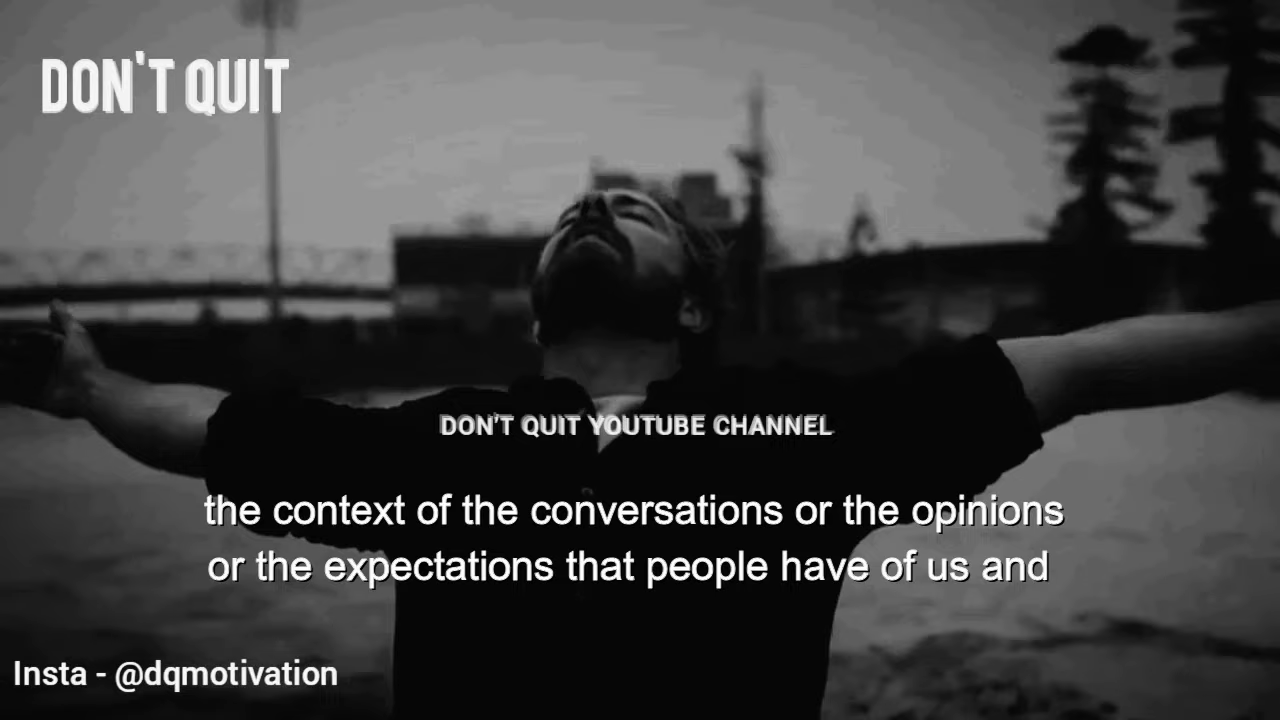 DON'T QUIT
DON'T QUIT YOUTUBE CHANNEL
the context of the conversations or the opinions
or the expectations that people have of us and
Insta - @dqmotivation